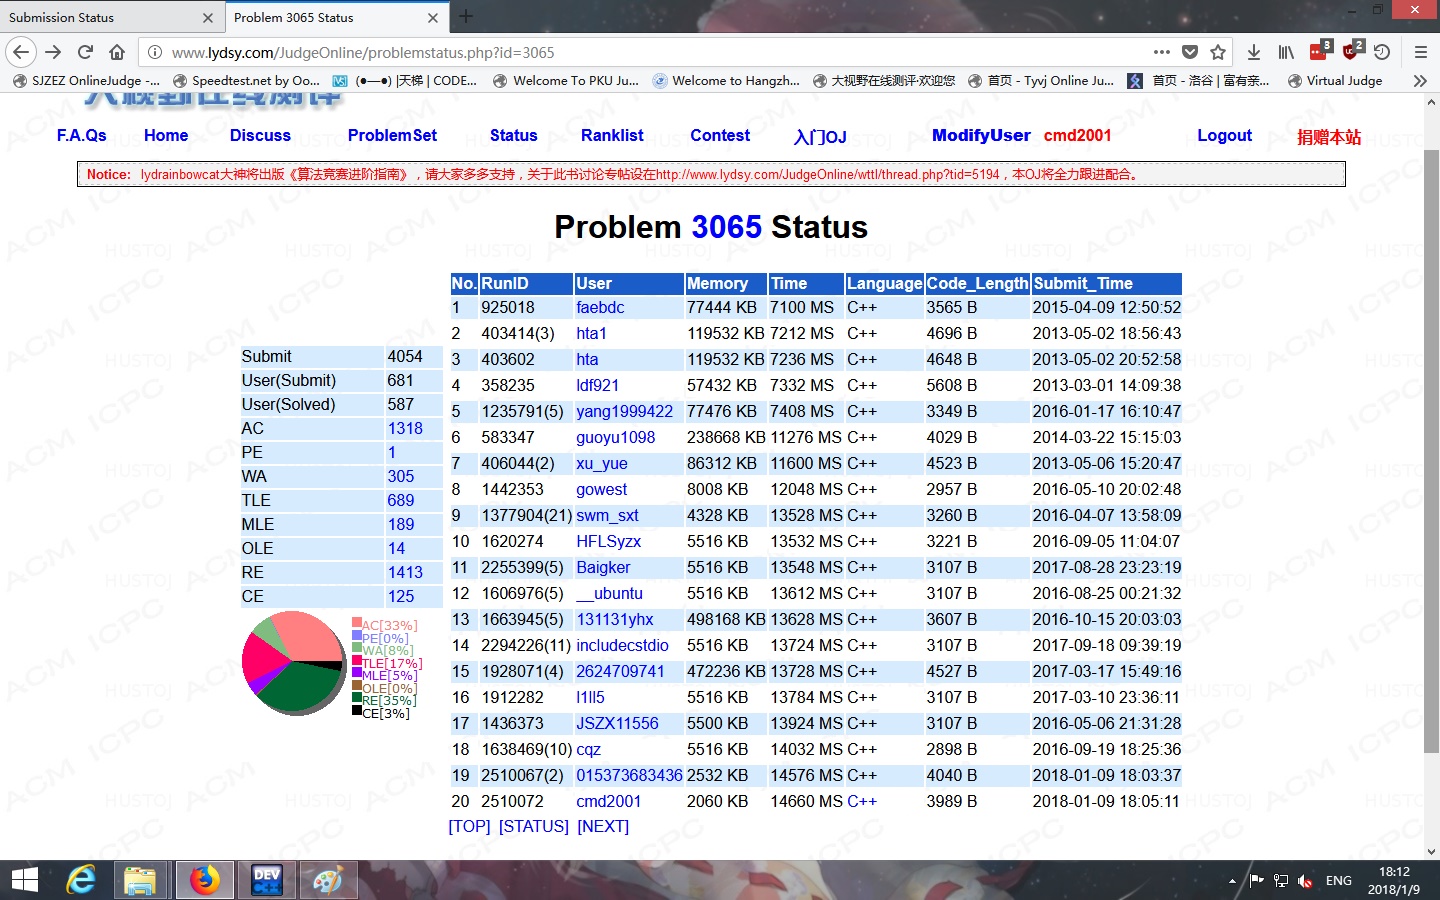 Submission Status
Problem 3065 Status
www.lydsy.com/JudgeOnline/problemstatus.php?id=3065
3
2
SJZEZ OnlineJudge -...
Speedtest.net by Oo...
(●—●) |天梯 | CODE...
Welcome To PKU Ju...
Welcome to Hangzh...
大视野在线测评·欢迎您
首页 - Tyvj Online Ju...
首页 - 洛谷 | 富有亲...
Virtual Judge
大视野在线测评
F.A.Qs Home Discuss ProblemSet Status Ranklist Contest 入门OJ ModifyUser cmd2001 Logout 捐赠本站
Notice: lydrainbowcat大神将出版《算法竞赛进阶指南》，请大家多多支持，关于此书讨论专帖设在http://www.lydsy.com/JudgeOnline/wttl/thread.php?tid=5194，本OJ将全力跟进配合。
Problem 3065 Status
Submit 4054
User(Submit) 681
User(Solved) 587
AC 1318
PE 1
WA 305
TLE 689
MLE 189
OLE 14
RE 1413
CE 125
AC[33%]
PE[0%]
WA[8%]
TLE[17%]
MLE[5%]
OLE[0%]
RE[35%]
CE[3%]
No. RunID User Memory Time Language Code_Length Submit_Time
1 925018 faebdc 77444 KB 7100 MS C++ 3565 B 2015-04-09 12:50:52
2 403414(3) hta1 119532 KB 7212 MS C++ 4696 B 2013-05-02 18:56:43
3 403602 hta 119532 KB 7236 MS C++ 4648 B 2013-05-02 20:52:58
4 358235 ldf921 57432 KB 7332 MS C++ 5608 B 2013-03-01 14:09:38
5 1235791(5) yang1999422 77476 KB 7408 MS C++ 3349 B 2016-01-17 16:10:47
6 583347 guoyu1098 238668 KB 11276 MS C++ 4029 B 2014-03-22 15:15:03
7 406044(2) xu_yue 86312 KB 11600 MS C++ 4523 B 2013-05-06 15:20:47
8 1442353 gowest 8008 KB 12048 MS C++ 2957 B 2016-05-10 20:02:48
9 1377904(21) swm_sxt 4328 KB 13528 MS C++ 3260 B 2016-04-07 13:58:09
10 1620274 HFLSyzx 5516 KB 13532 MS C++ 3221 B 2016-09-05 11:04:07
11 2255399(5) Baigker 5516 KB 13548 MS C++ 3107 B 2017-08-28 23:23:19
12 1606976(5) __ubuntu 5516 KB 13612 MS C++ 3107 B 2016-08-25 00:21:32
13 1663945(5) 131131yhx 498168 KB 13628 MS C++ 3607 B 2016-10-15 20:03:03
14 2294226(11) includecstdio 5516 KB 13724 MS C++ 3107 B 2017-09-18 09:39:19
15 1928071(4) 2624709741 472236 KB 13728 MS C++ 4527 B 2017-03-17 15:49:16
16 1912282 l1ll5 5516 KB 13784 MS C++ 3107 B 2017-03-10 23:36:11
17 1436373 JSZX11556 5500 KB 13924 MS C++ 3107 B 2016-05-06 21:31:28
18 1638469(10) cqz 5516 KB 14032 MS C++ 2898 B 2016-09-19 18:25:36
19 2510067(2) 015373683436 2532 KB 14576 MS C++ 4040 B 2018-01-09 18:03:37
20 2510072 cmd2001 2060 KB 14660 MS C++ 3989 B 2018-01-09 18:05:11
[TOP] [STATUS] [NEXT]
DEV C++
ENG
18:12
2018/1/9